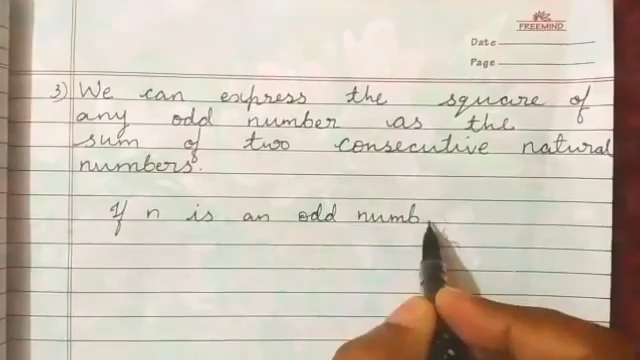 FREEMIND
Date
Page
3) We can express the square of
any odd number as the
sum of two consecutive natural
numbers.
If n is an odd numb